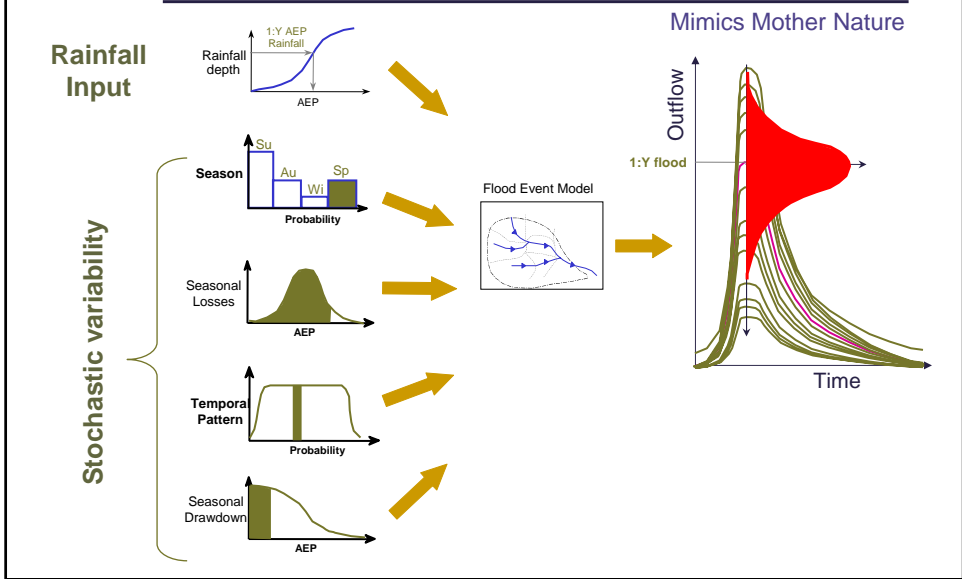 Mimics Mother Nature
Rainfall
Input
1:Y AEP
Rainfall
Rainfall
depth
AEP
Stochastic variability
Season
Su
Au
Wi
Sp
Probability
Seasonal
Losses
AEP
Temporal
Pattern
Probability
Seasonal
Drawdown
AEP
Flood Event Model
Outflow
1:Y flood
Time